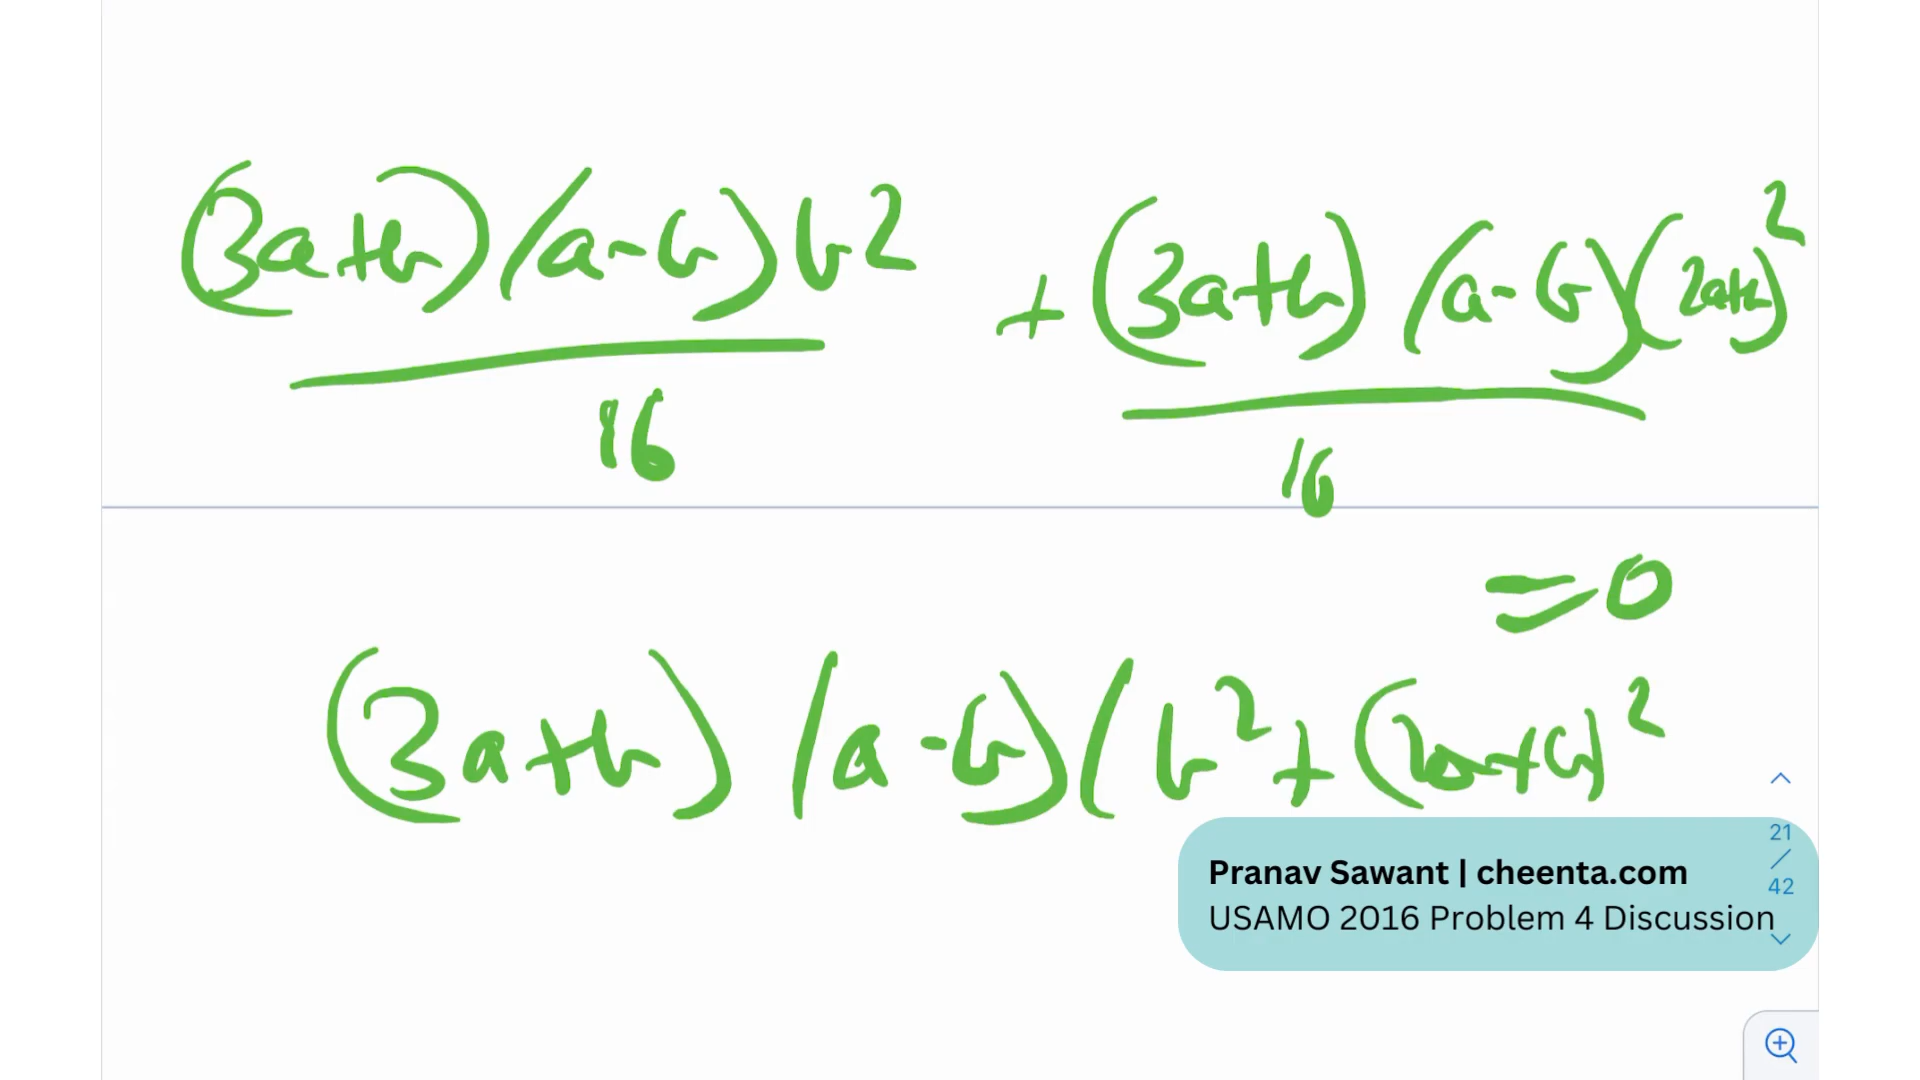 (3a+b)(a-b)b2 + (3a+b)(a-b)(2a+b)²
16 16
=0
(3a+b) (a-b)(b²+(2a+b)²
21
/
42
Pranav Sawant | cheenta.com
USAMO 2016 Problem 4 Discussion